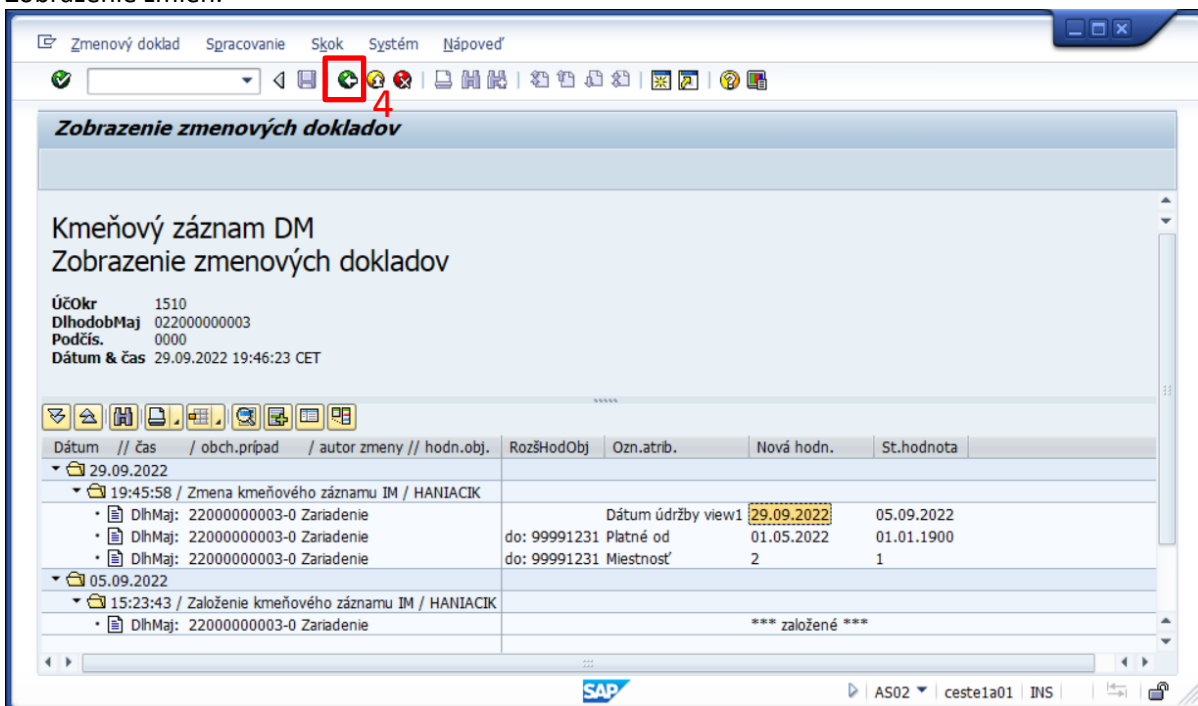 Zmenový doklad Spracovanie Skok Systém Nápoveď
4
Zobrazenie zmenových dokladov
Kmeňový záznam DM
Zobrazenie zmenových dokladov
ÚčOkr 1510
DlhodobMaj 022000000003
Podčís. 0000
Dátum & čas 29.09.2022 19:46:23 CET
Dátum // čas / obch.prípad / autor zmeny // hodn.obj. RozšHodObj Ozn.atrib. Nová hodn. St.hodnota
29.09.2022
19:45:58 / Zmena kmeňového záznamu IM / HANIACIK
DlhMaj: 22000000003-0 Zariadenie Dátum údržby view1 29.09.2022 05.09.2022
DlhMaj: 22000000003-0 Zariadenie do: 99991231 Platné od 01.05.2022 01.01.1900
DlhMaj: 22000000003-0 Zariadenie do: 99991231 Miestnosť 2 1
05.09.2022
15:23:43 / Založenie kmeňového záznamu IM / HANIACIK
DlhMaj: 22000000003-0 Zariadenie *** založené ***
SAP AS02 ceste1a01 INS